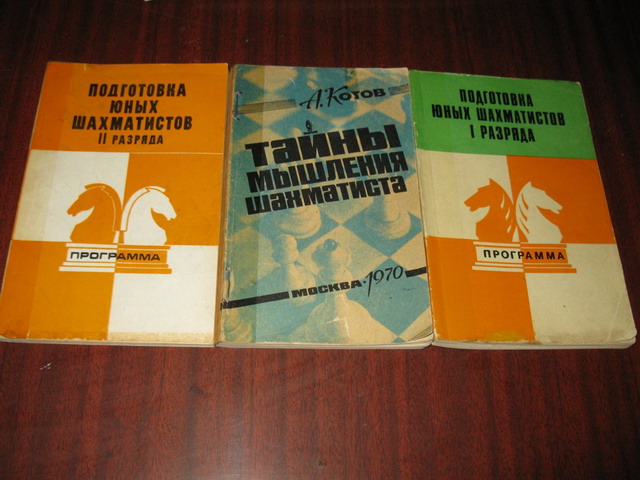 ПОДГОТОВКА
ЮНЫХ
ШАХМАТИСТОВ
II РАЗРЯДА
ПРОГРАММА
А. КОТОВ
ТАЙНЫ
МЫШЛЕНИЯ
ШАХМАТИСТА
МОСКВА·1970
ПОДГОТОВКА
ЮНЫХ ШАХМАТИСТОВ
I РАЗРЯДА
ПРОГРАММА